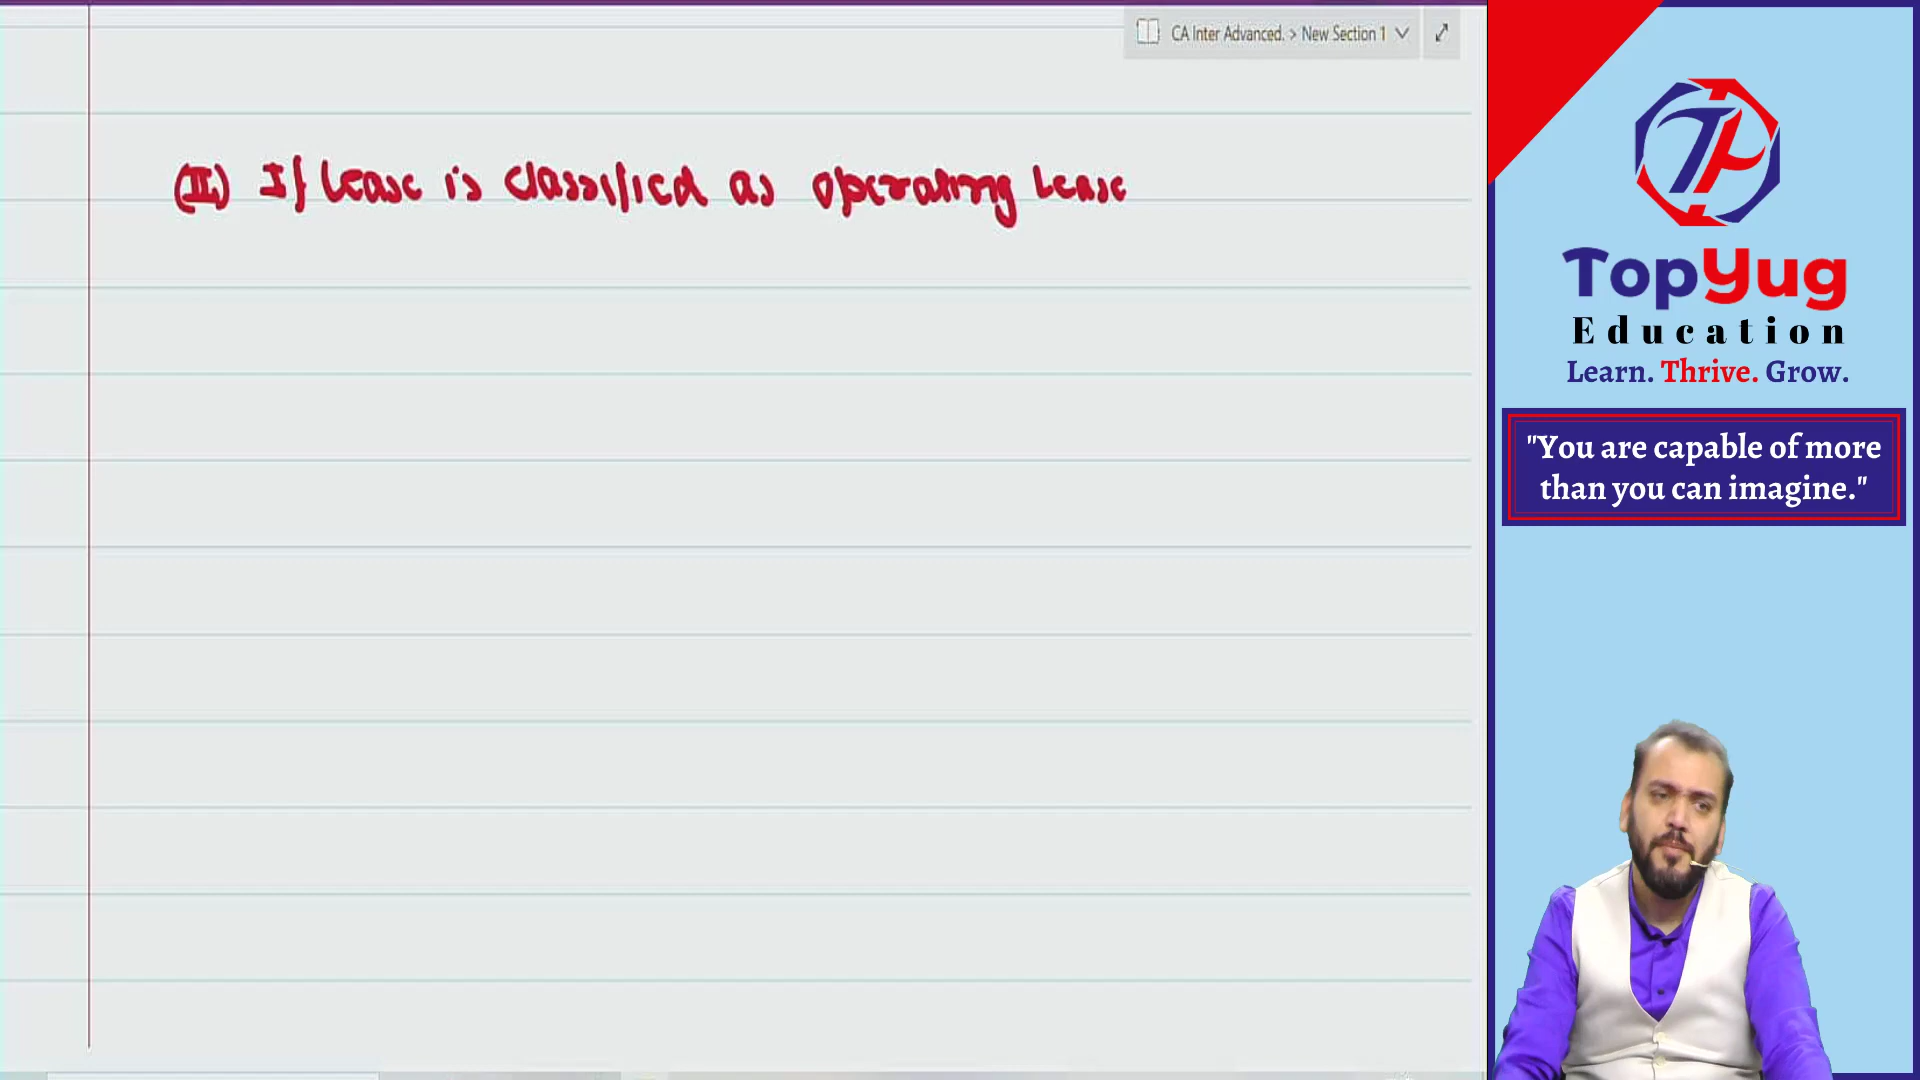 CA Inter Advanced. > New Section 1
(II) If lease is classified as operating lease
TopYug
Education
Learn. Thrive. Grow.
"You are capable of more
than you can imagine."